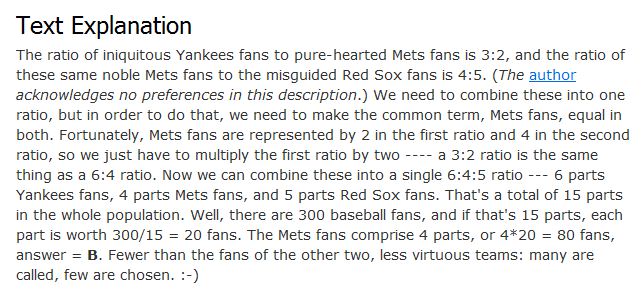 Text Explanation
The ratio of iniquitous Yankees fans to pure-hearted Mets fans is 3:2, and the ratio of
these same noble Mets fans to the misguided Red Sox fans is 4:5. (The author
acknowledges no preferences in this description.) We need to combine these into one
ratio, but in order to do that, we need to make the common term, Mets fans, equal in
both. Fortunately, Mets fans are represented by 2 in the first ratio and 4 in the second
ratio, so we just have to multiply the first ratio by two ---- a 3:2 ratio is the same
thing as a 6:4 ratio. Now we can combine these into a single 6:4:5 ratio --- 6 parts
Yankees fans, 4 parts Mets fans, and 5 parts Red Sox fans. That's a total of 15 parts
in the whole population. Well, there are 300 baseball fans, and if that's 15 parts, each
part is worth 300/15 = 20 fans. The Mets fans comprise 4 parts, or 4*20 = 80 fans,
answer = B. Fewer than the fans of the other two, less virtuous teams: many are
called, few are chosen. :-)